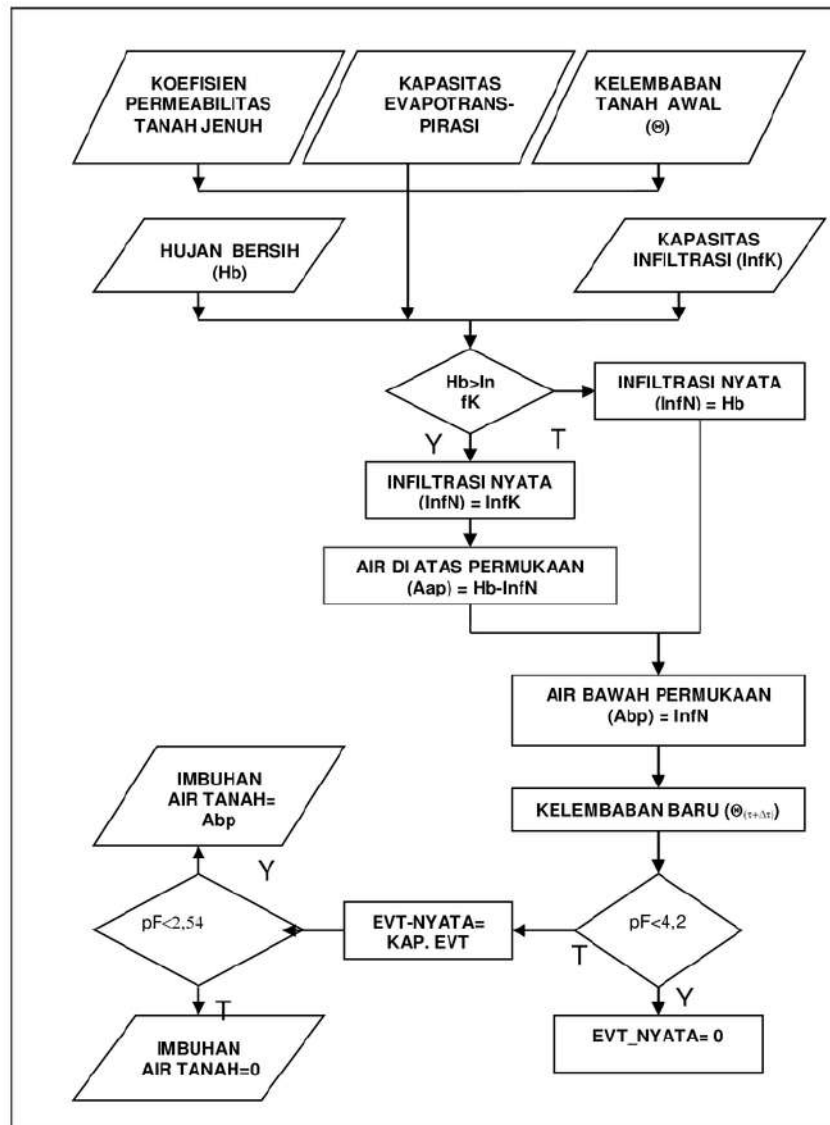 KOEFISIEN
PERMEABILITAS
TANAH JENUH
KAPASITAS
EVAPOTRANS-
PIRASI
KELEMBABAN
TANAH AWAL
(Θ)
HUJAN BERSIH
(Hb)
KAPASITAS
INFILTRASI (InfK)
Hb>In
fK
INFILTRASI NYATA
(InfN) = Hb
Y
T
INFILTRASI NYATA
(InfN) = InfK
AIR DI ATAS PERMUKAAN
(Aap) = Hb-InfN
AIR BAWAH PERMUKAAN
(Abp) = InfN
KELEMBABAN BARU (Θ(τ+Δτ))
IMBUHAN
AIR TANAH=
Abp
Y
pF<2,54
EVT-NYATA=
KAP. EVT
T
pF<4,2
Y
T
IMBUHAN
AIR TANAH=0
EVT_NYATA= 0